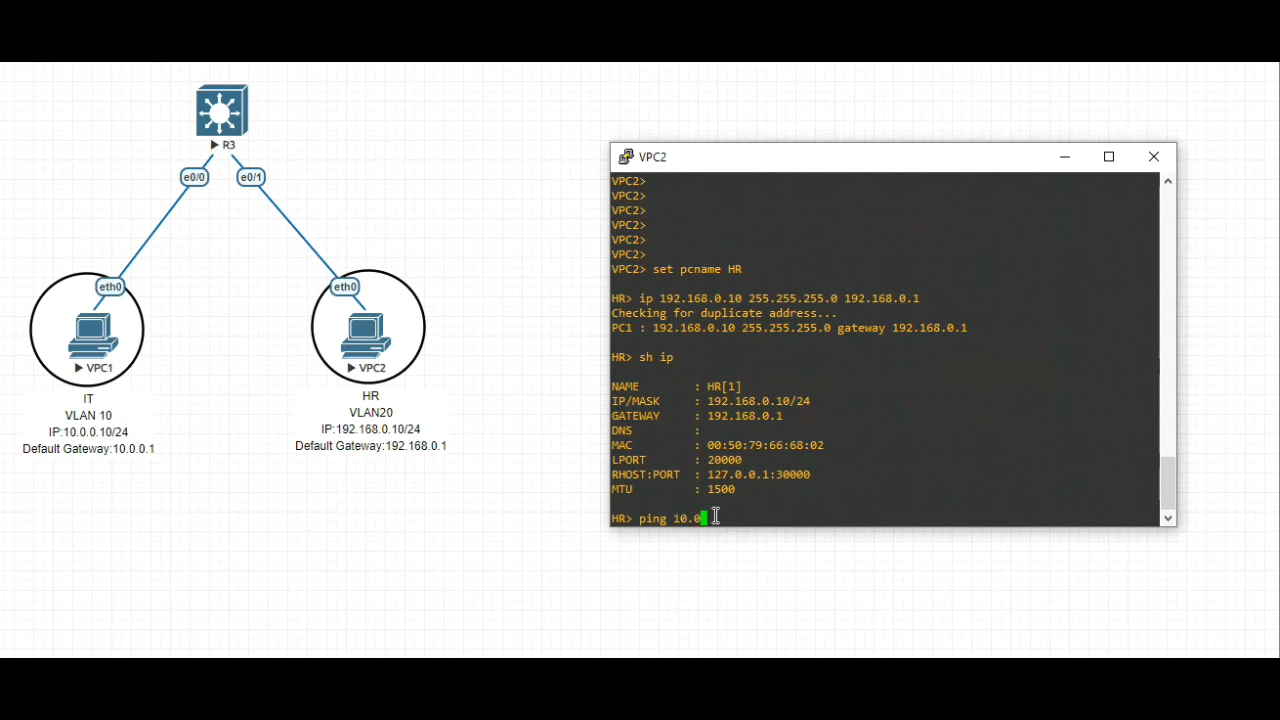 R3
e0/0
e0/1
eth0
eth0
VPC1
VPC2
IT
VLAN 10
IP:10.0.0.10/24
Default Gateway:10.0.0.1
HR
VLAN20
IP:192.168.0.10/24
Default Gateway:192.168.0.1
VPC2
VPC2>
VPC2>
VPC2>
VPC2>
VPC2>
VPC2>
VPC2> set pcname HR
HR> ip 192.168.0.10 255.255.255.0 192.168.0.1
Checking for duplicate address...
PC1 : 192.168.0.10 255.255.255.0 gateway 192.168.0.1
HR> sh ip
NAME : HR[1]
IP/MASK : 192.168.0.10/24
GATEWAY : 192.168.0.1
DNS :
MAC : 00:50:79:66:68:02
LPORT : 20000
RHOST:PORT : 127.0.0.1:30000
MTU : 1500
HR> ping 10.0